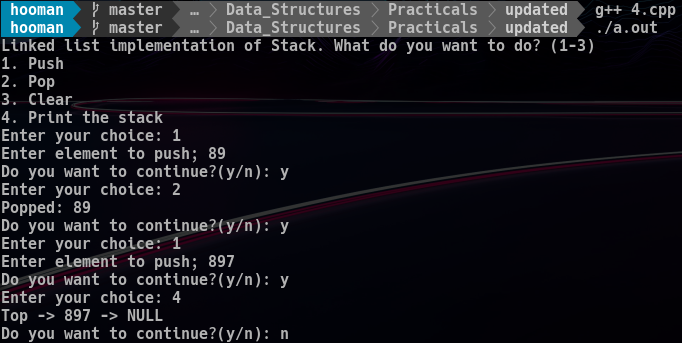 hooman master … Data_Structures Practicals updated g++ 4.cpp
hooman master … Data_Structures Practicals updated ./a.out
Linked list implementation of Stack. What do you want to do? (1-3)
1. Push
2. Pop
3. Clear
4. Print the stack
Enter your choice: 1
Enter element to push; 89
Do you want to continue?(y/n): y
Enter your choice: 2
Popped: 89
Do you want to continue?(y/n): y
Enter your choice: 1
Enter element to push; 897
Do you want to continue?(y/n): y
Enter your choice: 4
Top -> 897 -> NULL
Do you want to continue?(y/n): n